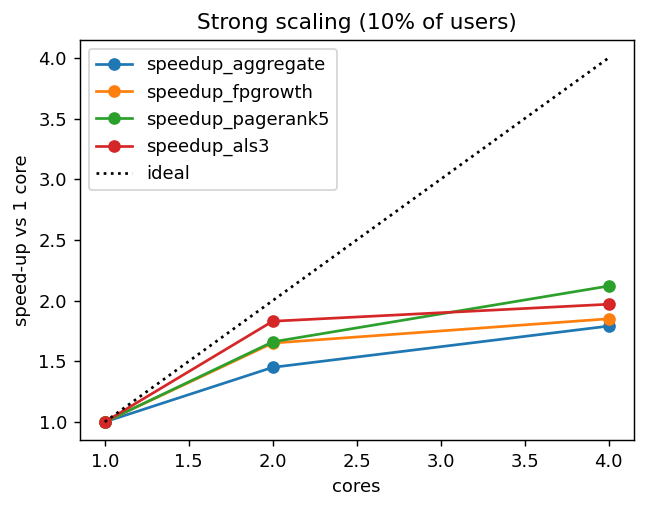 Strong scaling (10% of users)
speedup_aggregate
speedup_fpgrowth
speedup_pagerank5
speedup_als3
ideal
speed-up vs 1 core
4.0
3.5
3.0
2.5
2.0
1.5
1.0
1.0 1.5 2.0 2.5 3.0 3.5 4.0
cores